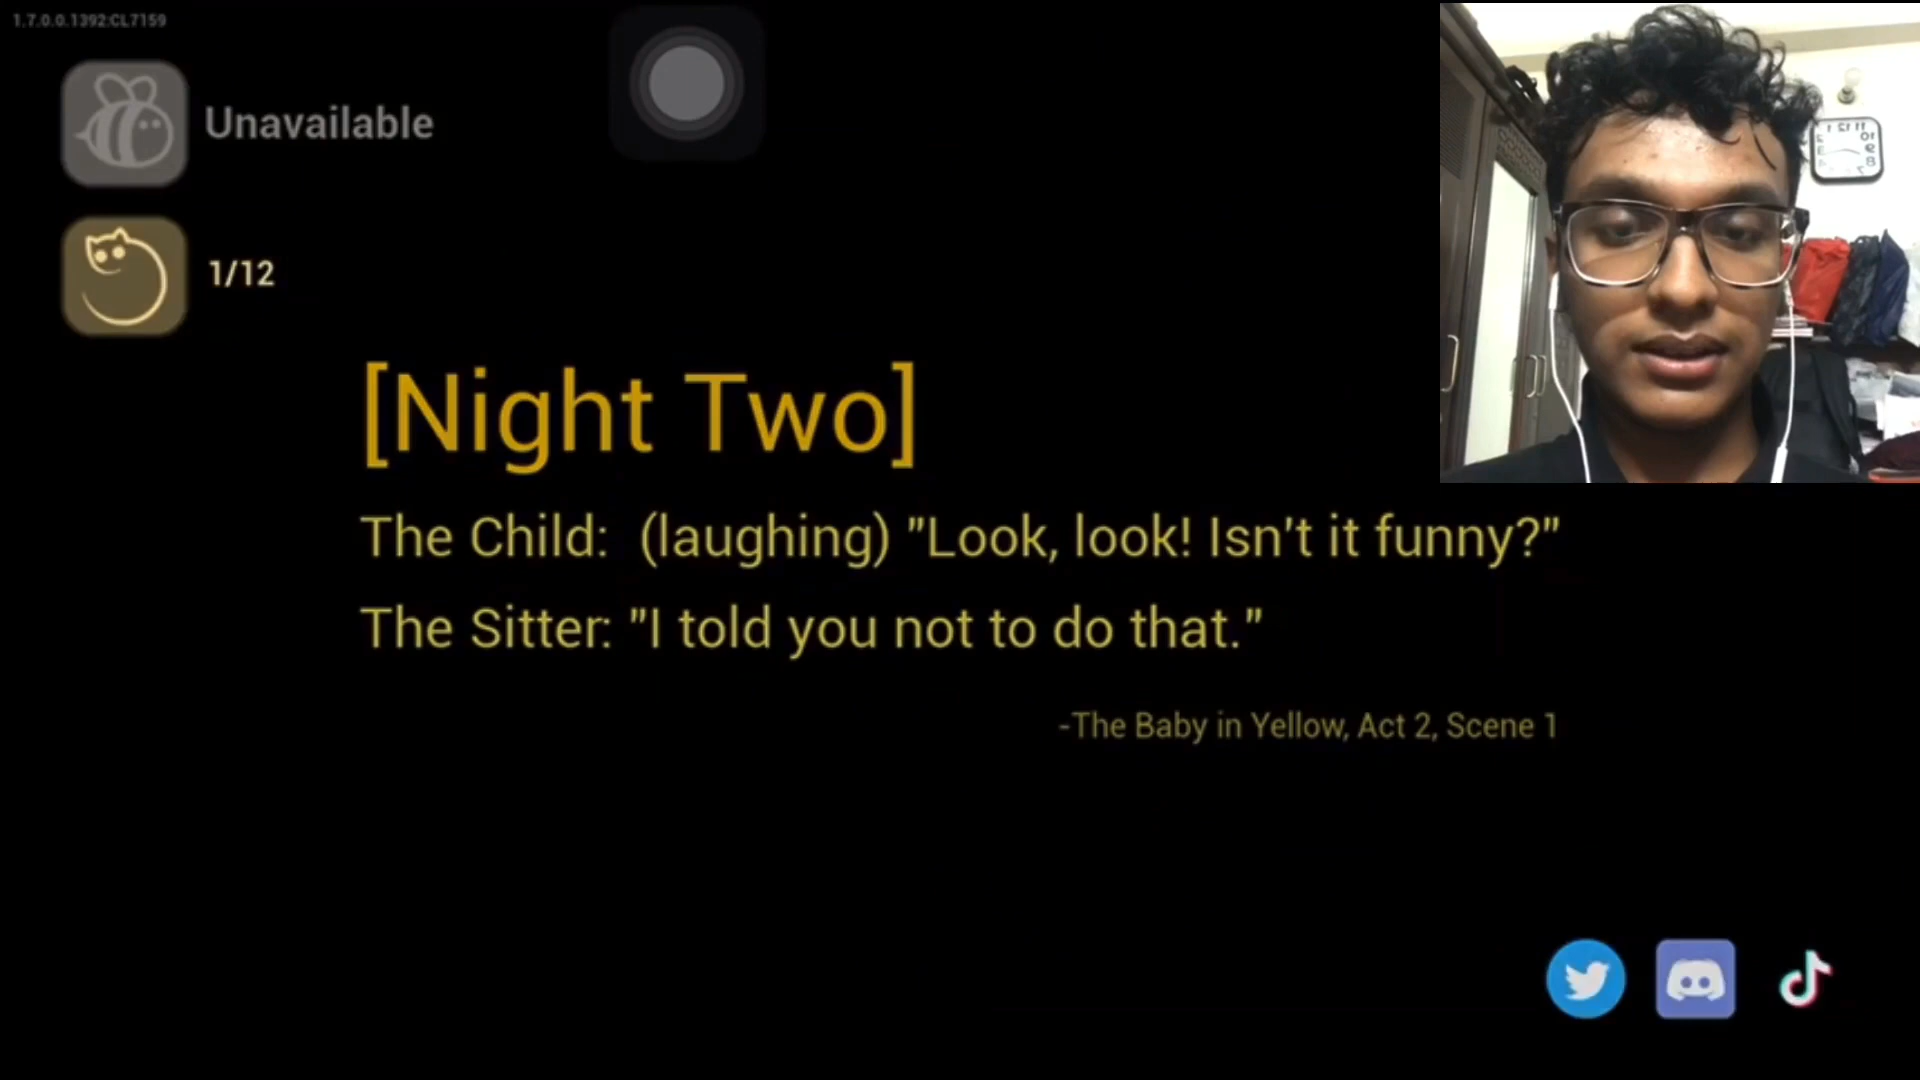 1.7.0.0.1392:CL7159
Unavailable
1/12
[Night Two]
The Child:  (laughing) "Look, look! Isn't it funny?"
The Sitter: "I told you not to do that."
-The Baby in Yellow, Act 2, Scene 1